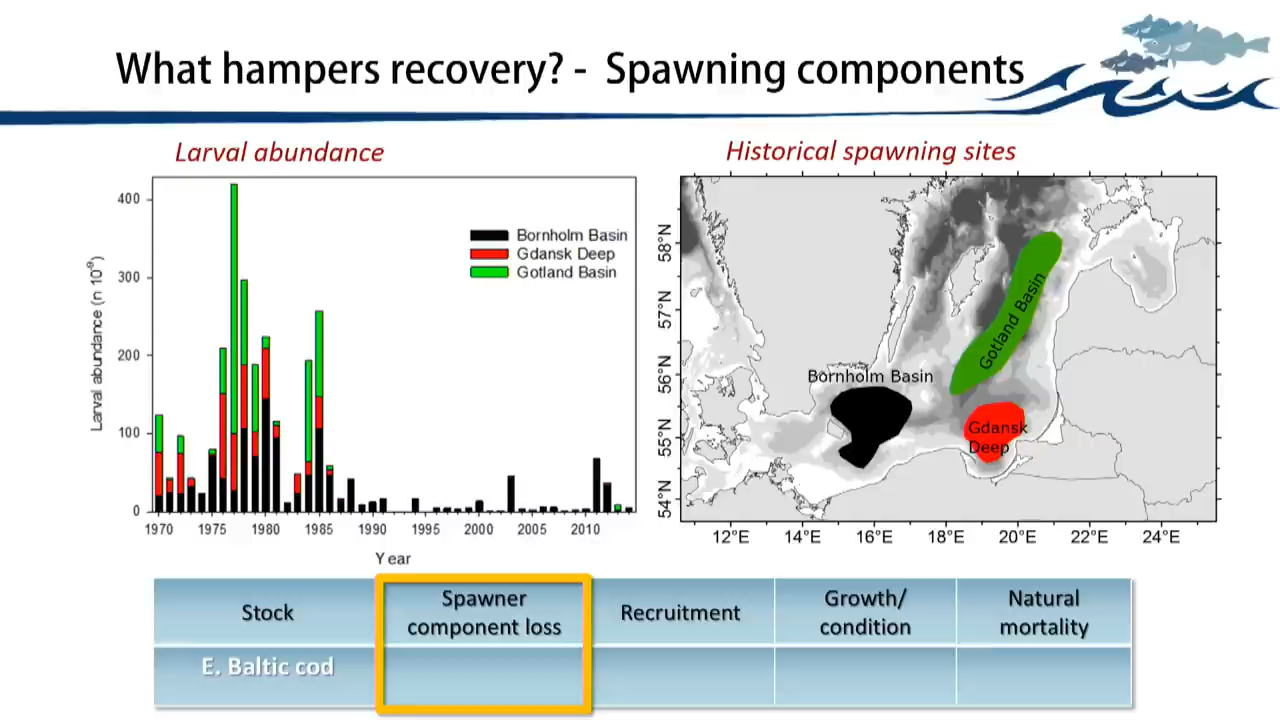 What hampers recovery? - Spawning components
Larval abundance
Larval abundance (n 10⁻⁹)
400
300
200
100
0
Bornholm Basin
Gdansk Deep
Gotland Basin
1970 1975 1980 1985 1990 1995 2000 2005 2010
Year
Historical spawning sites
58°N
57°N
56°N
55°N
54°N
Gotland Basin
Bornholm Basin
Gdansk
Deep
12°E 14°E 16°E 18°E 20°E 22°E 24°E
Stock
Spawner
component loss
Recruitment
Growth/
condition
Natural
mortality
E. Baltic cod